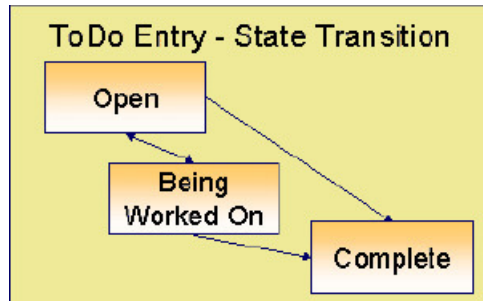 ToDo Entry - State Transition
Open
Being
Worked On
Complete